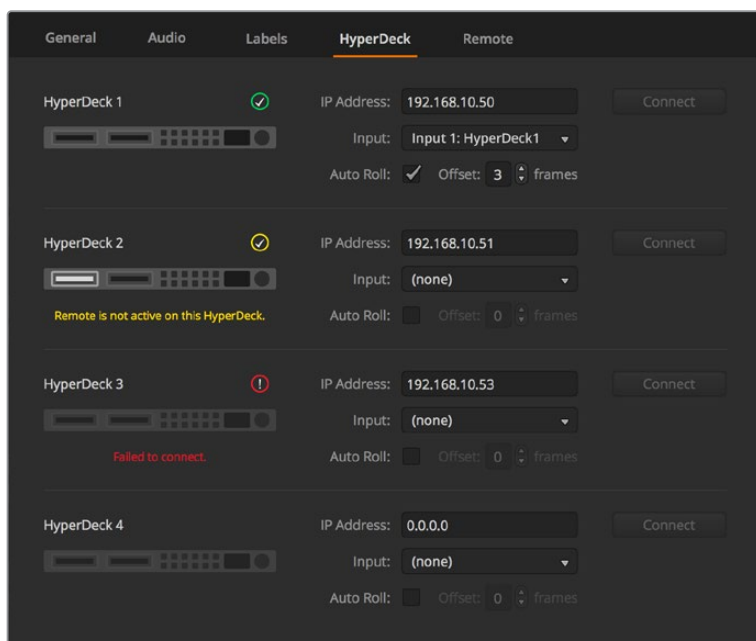 General Audio Labels HyperDeck Remote
HyperDeck 1 IP Address: 192.168.10.50 Connect
Input: Input 1: HyperDeck1
Auto Roll: Offset: 3 frames
HyperDeck 2 IP Address: 192.168.10.51 Connect
Input: (none)
Remote is not active on this HyperDeck. Auto Roll: Offset: 0 frames
HyperDeck 3 IP Address: 192.168.10.53 Connect
Input: (none)
Failed to connect. Auto Roll: Offset: 0 frames
HyperDeck 4 IP Address: 0.0.0.0 Connect
Input: (none)
Auto Roll: Offset: 0 frames